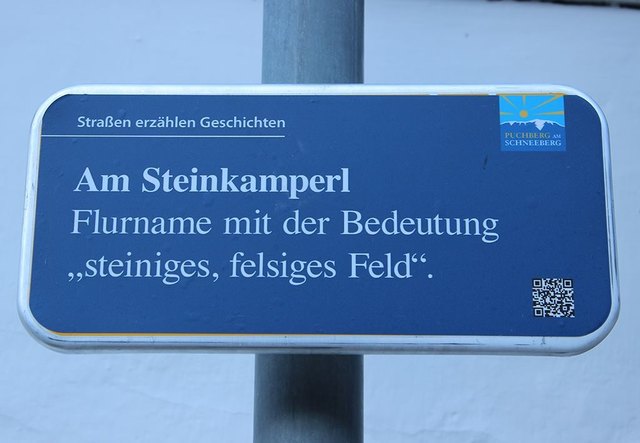 Straßen erzählen Geschichten
PUCHBERG AM
SCHNEEBERG
Am Steinkamperl
Flurname mit der Bedeutung
„steiniges, felsiges Feld“.